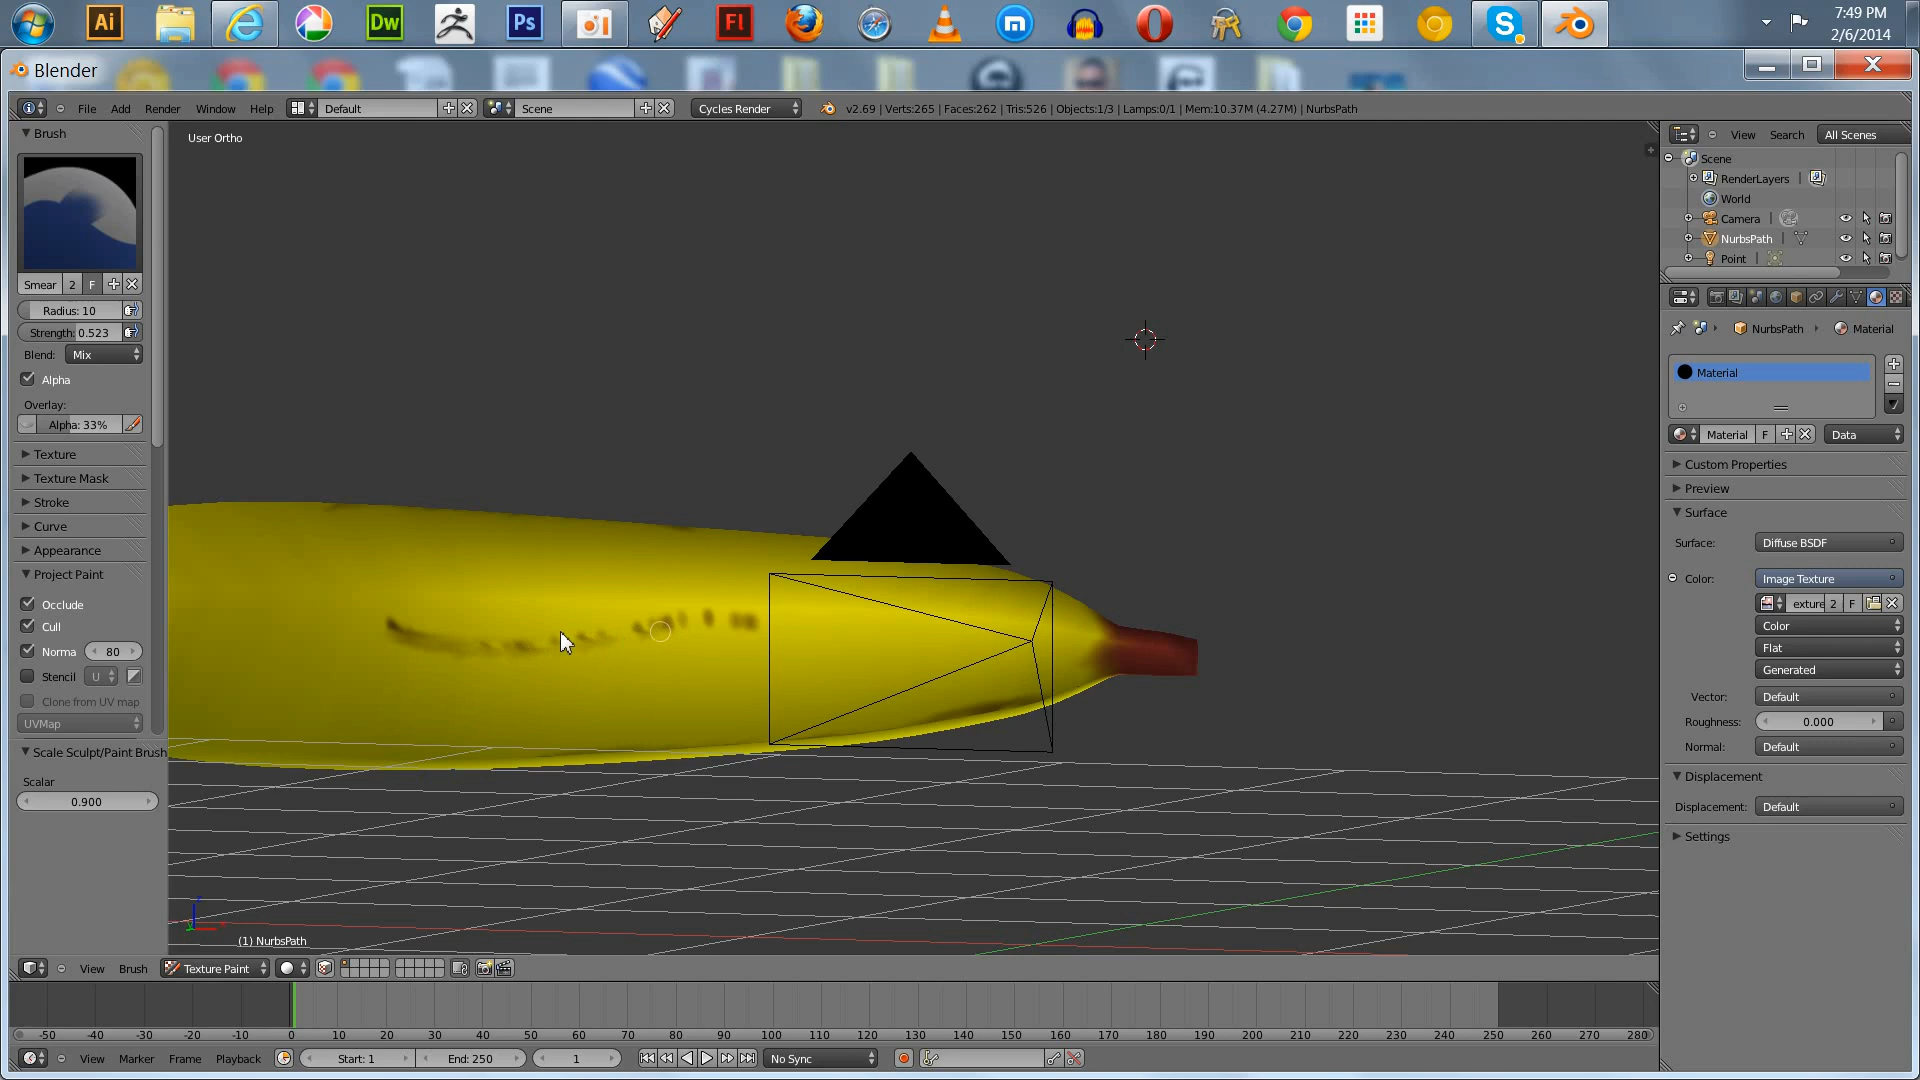 Ai Dw Ps Fl
7:49 PM
2/6/2014
Blender
File Add Render Window Help Default Scene Cycles Render v2.69 | Verts:265 | Faces:262 | Tris:526 | Objects:1/3 | Lamps:0/1 | Mem:10.37M (4.27M) | NurbsPath
Brush
Smear 2 F
Radius: 10
Strength: 0.523
Blend: Mix
Alpha
Overlay:
Alpha: 33%
Texture
Texture Mask
Stroke
Curve
Appearance
Project Paint
Occlude
Cull
Norma 80
Stencil U
Clone from UV map
UVMap
Scale Sculpt/Paint Brush
Scalar
0.900
User Ortho
(1) NurbsPath
View Search All Scenes
Scene
RenderLayers |
World
Camera |
NurbsPath |
Point |
NurbsPath Material
Material
Material F Data
Custom Properties
Preview
Surface
Surface: Diffuse BSDF
Color: Image Texture
exture 2 F
Color
Flat
Generated
Vector: Default
Roughness: 0.000
Normal: Default
Displacement
Displacement: Default
Settings
View Brush Texture Paint
-50 -40 -30 -20 -10 0 10 20 30 40 50 60 70 80 90 100 110 120 130 140 150 160 170 180 190 200 210 220 230 240 250 260 270 280
View Marker Frame Playback Start: 1 End: 250 1 No Sync